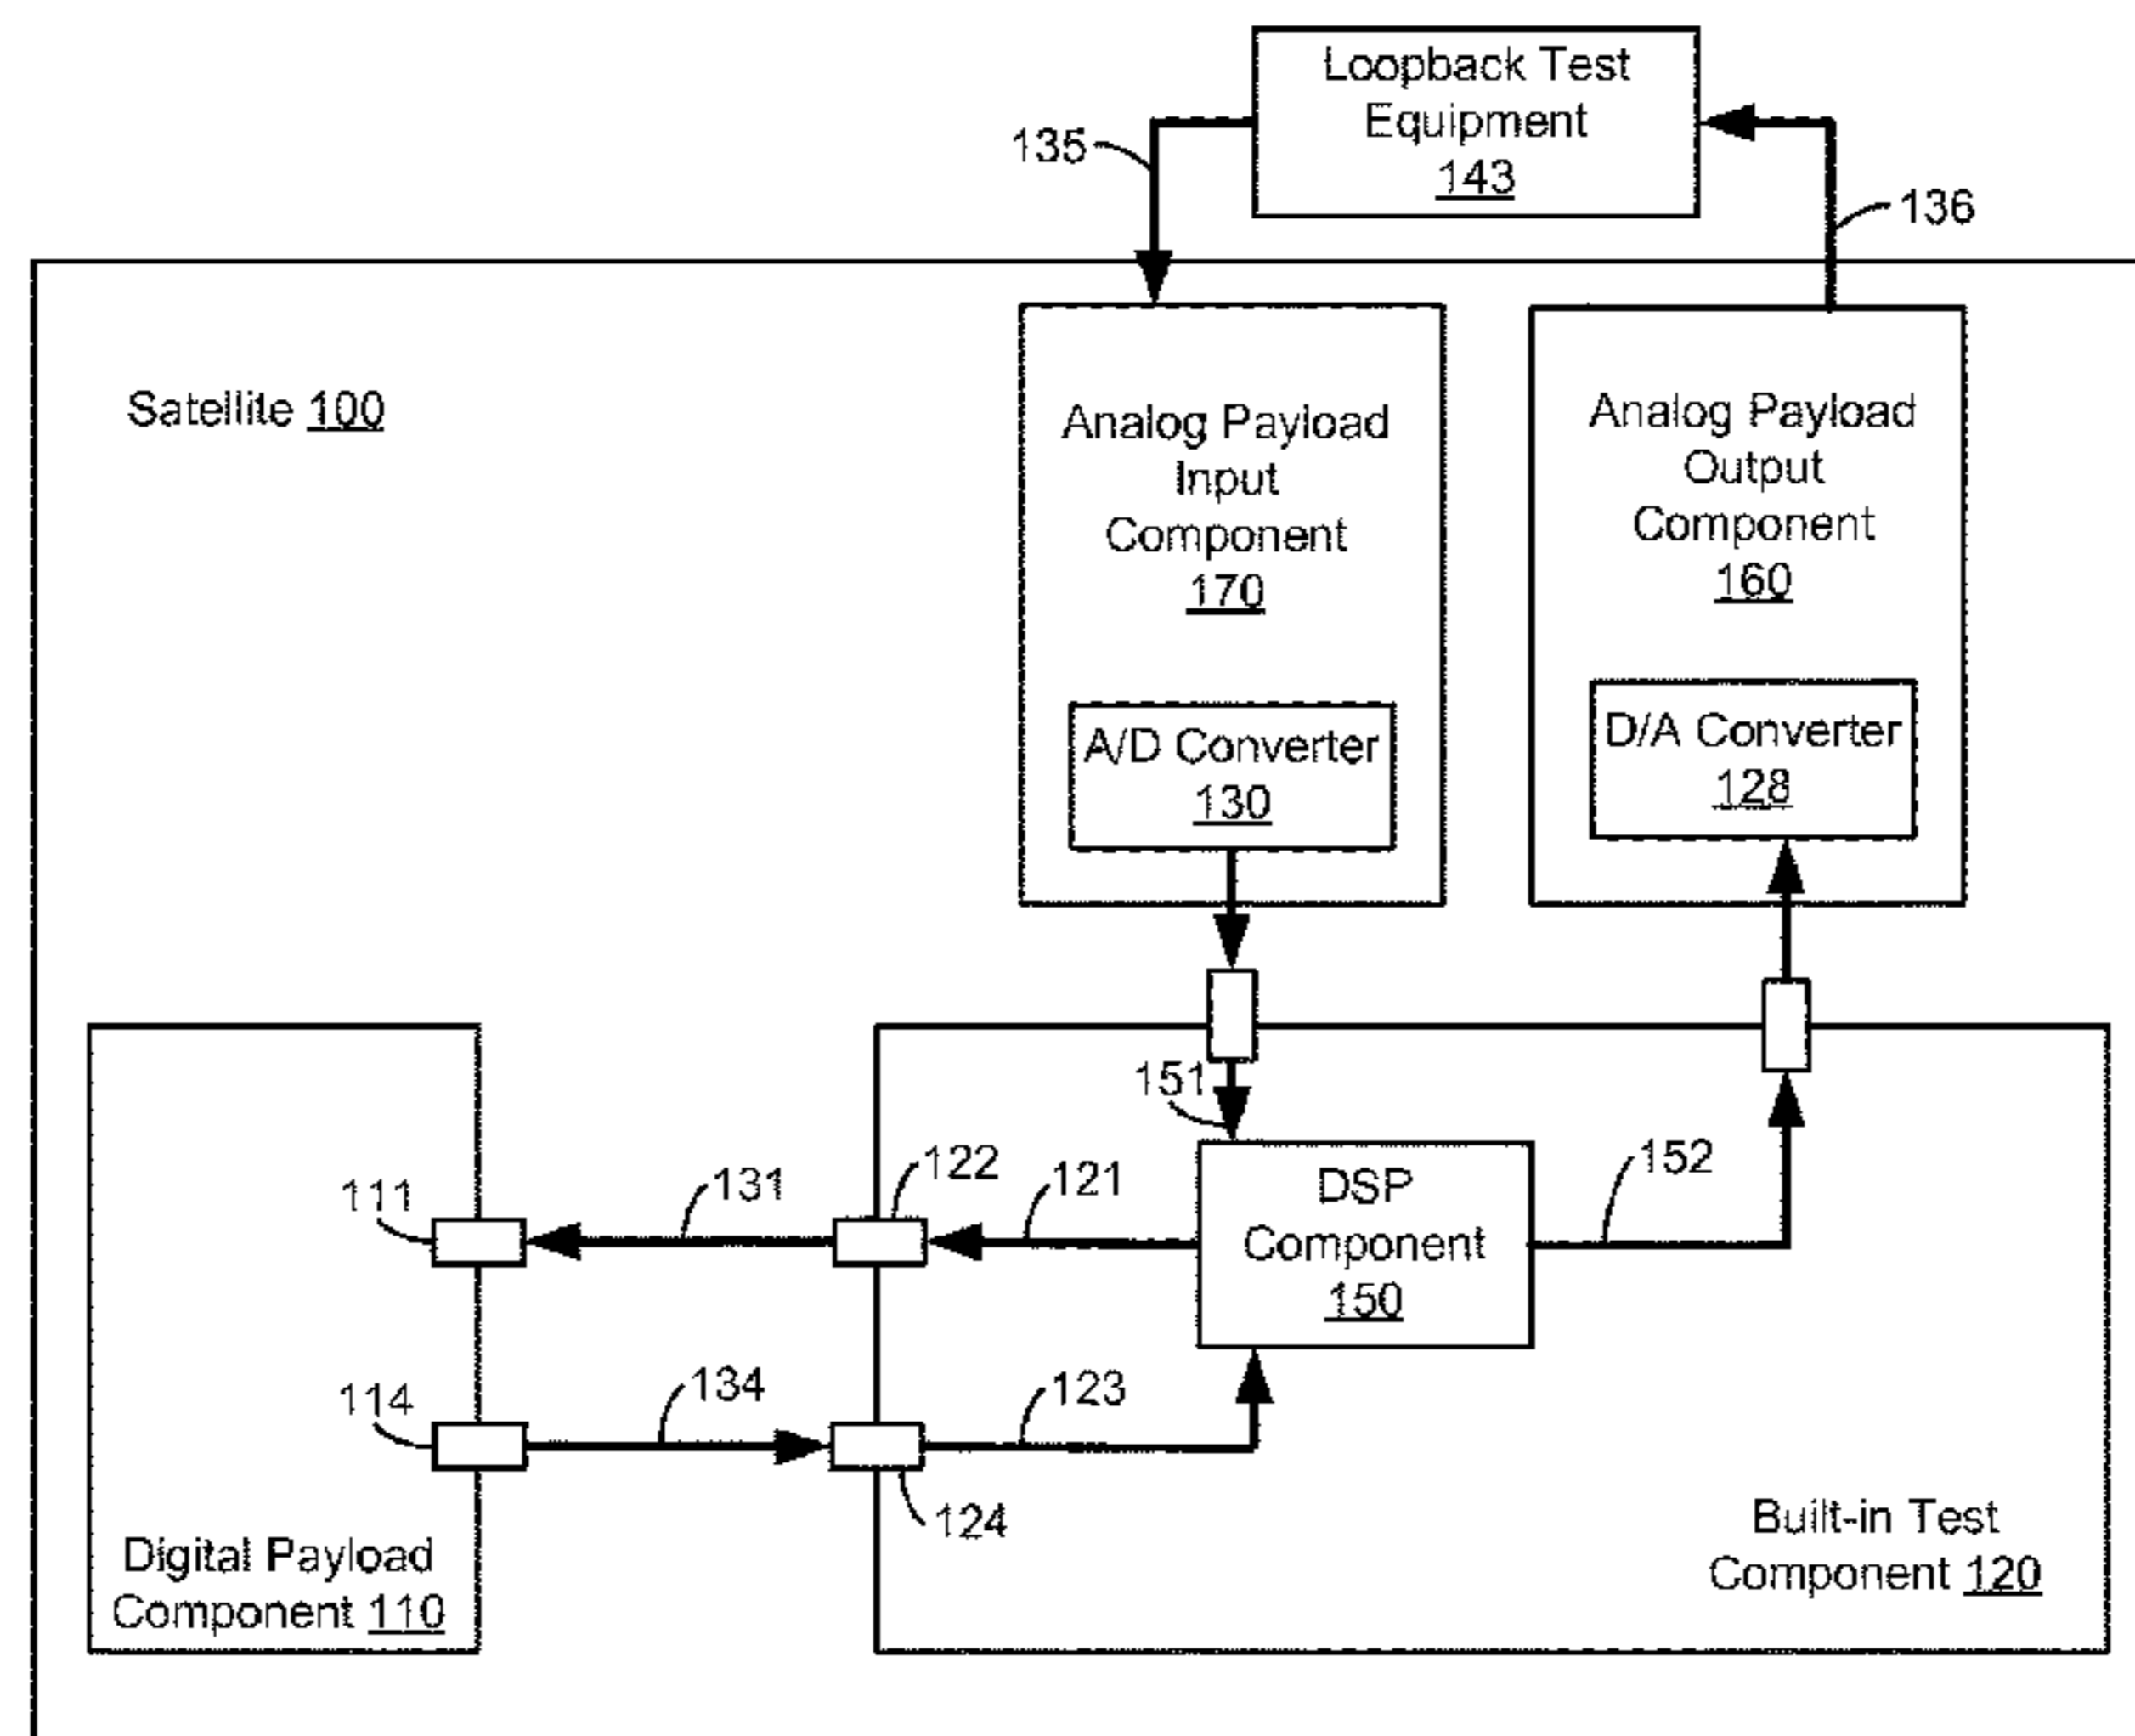 Loopback Test
Equipment
143
135
136
Satellite 100
Analog Payload
Input
Component
170
Analog Payload
Output
Component
160
A/D Converter
130
D/A Converter
128
151
111
131
122
121
DSP
Component
150
152
114
134
123
124
Digital Payload
Component 110
Built-in Test
Component 120